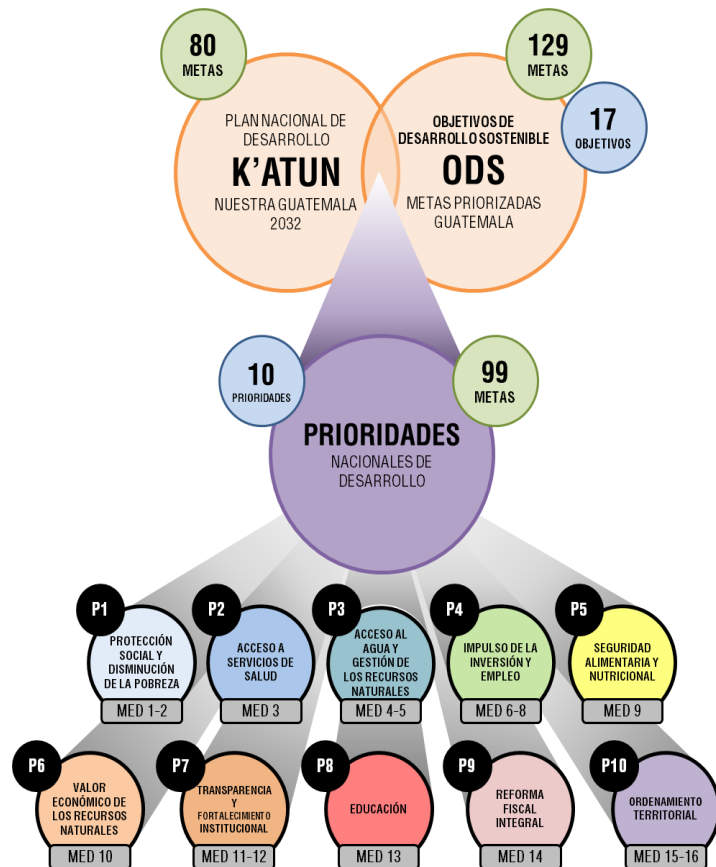 80
METAS
129
METAS
17
OBJETIVOS
PLAN NACIONAL DE
DESARROLLO
K'ATUN
NUESTRA GUATEMALA
2032
OBJETIVOS DE
DESARROLLO SOSTENIBLE
ODS
METAS PRIORIZADAS
GUATEMALA
10
PRIORIDADES
99
METAS
PRIORIDADES
NACIONALES DE
DESARROLLO
P1
PROTECCIÓN
SOCIAL Y
DISMINUCIÓN
DE LA POBREZA
MED 1-2
P2
ACCESO A
SERVICIOS DE
SALUD
MED 3
P3
ACCESO AL
AGUA Y
GESTIÓN DE
LOS RECURSOS
NATURALES
MED 4-5
P4
IMPULSO DE LA
INVERSIÓN Y
EMPLEO
MED 6-8
P5
SEGURIDAD
ALIMENTARIA Y
NUTRICIONAL
MED 9
P6
VALOR
ECONÓMICO DE
LOS RECURSOS
NATURALES
MED 10
P7
TRANSPARENCIA
Y
FORTALECIMIENTO
INSTITUCIONAL
MED 11-12
P8
EDUCACIÓN
MED 13
P9
REFORMA
FISCAL
INTEGRAL
MED 14
P10
ORDENAMIENTO
TERRITORIAL
MED 15-16